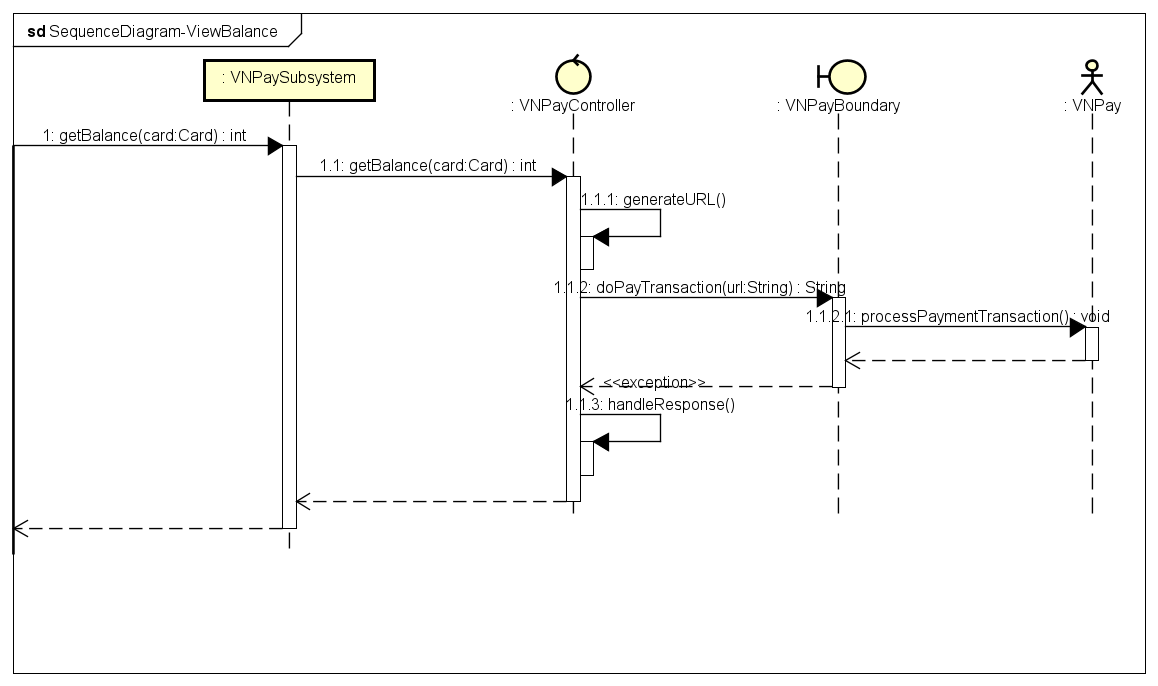 sd SequenceDiagram-ViewBalance
: VNPaySubsystem
: VNPayController
: VNPayBoundary
: VNPay
1: getBalance(card:Card) : int
1.1: getBalance(card:Card) : int
1.1.1: generateURL()
1.1.2: doPayTransaction(url:String) : String
1.1.2.1: processPaymentTransaction() : void
<<exception>>
1.1.3: handleResponse()